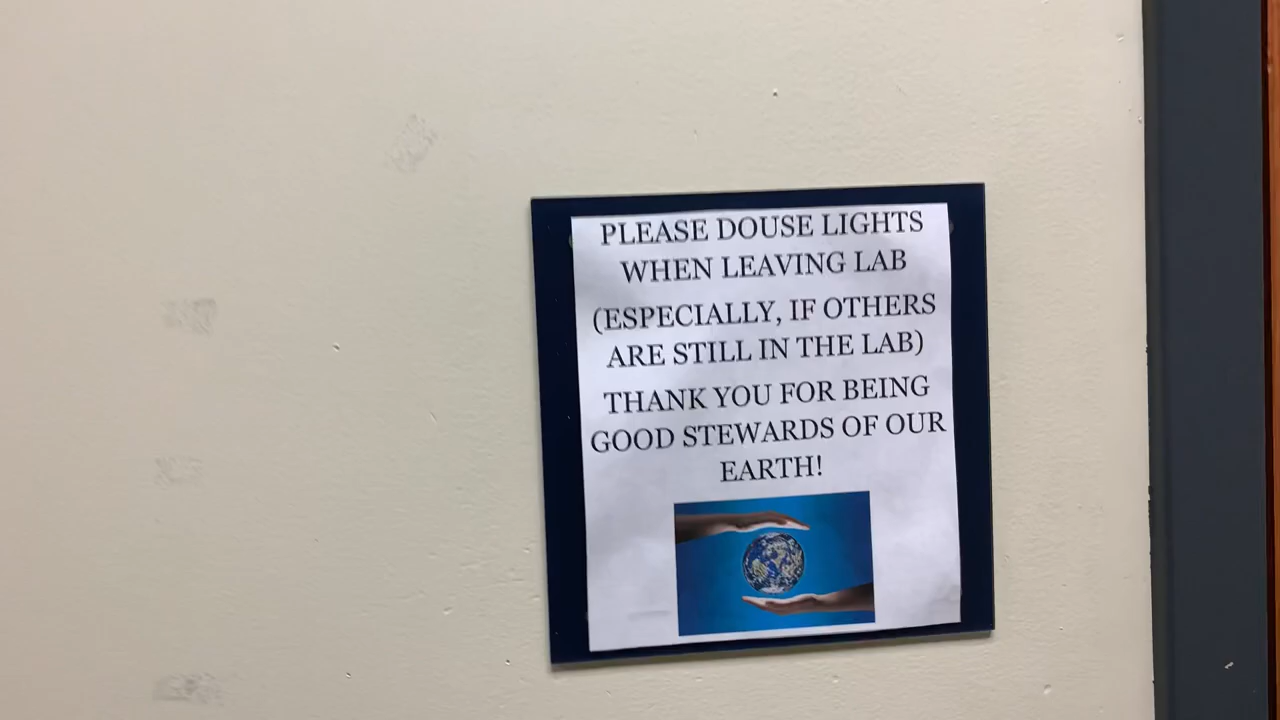 PLEASE DOUSE LIGHTS
WHEN LEAVING LAB
(ESPECIALLY, IF OTHERS
ARE STILL IN THE LAB)
THANK YOU FOR BEING
GOOD STEWARDS OF OUR
EARTH!